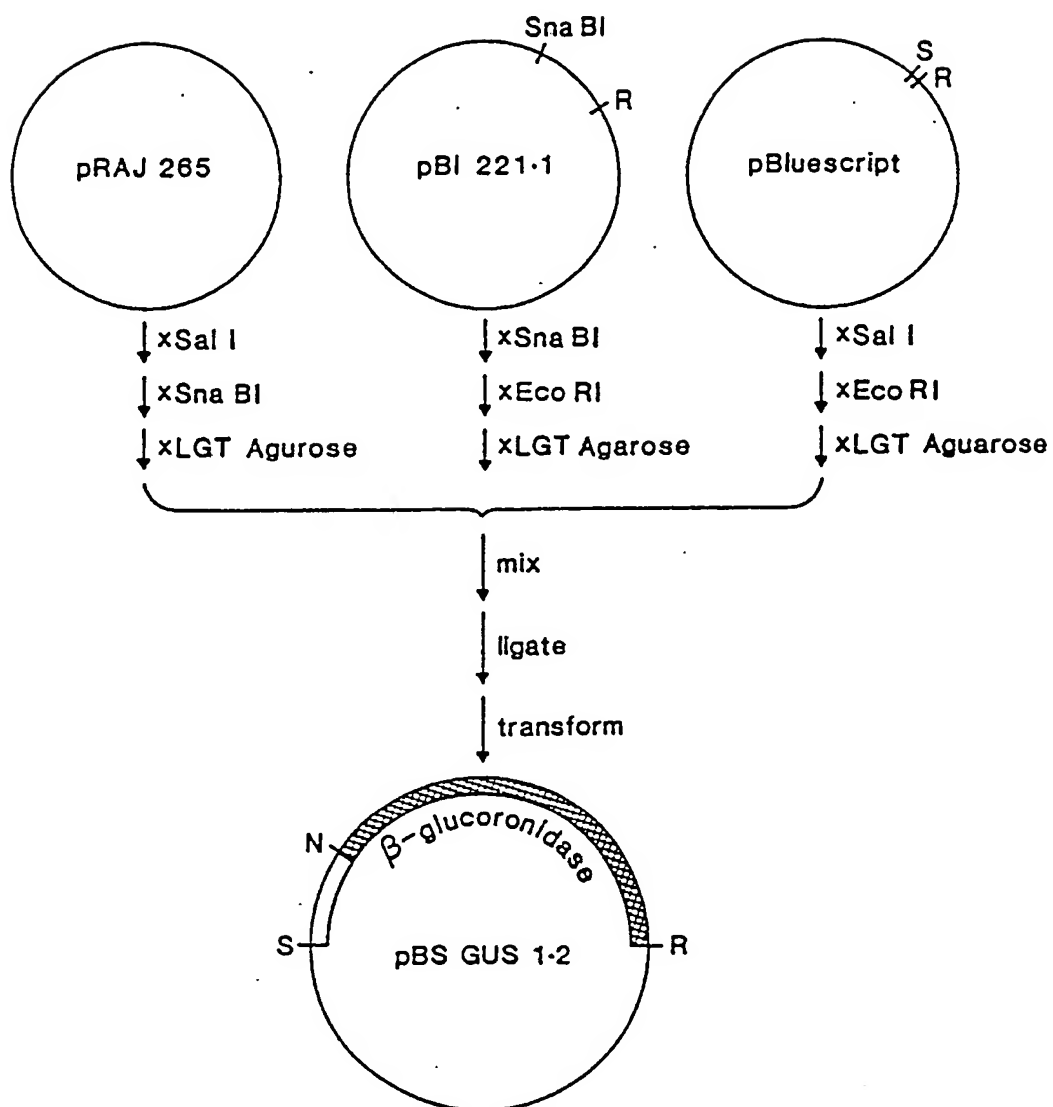 Sna BI
S
R
R
pRAJ 265
pBI 221·1
pBluescript
xSal I
xSna BI
xSal I
xSna BI
xEco RI
xEco RI
xLGT Agurose
xLGT Agarose
xLGT Aguarose
mix
ligate
transform
N
β-glucoronidase
S
pBS GUS 1·2
R